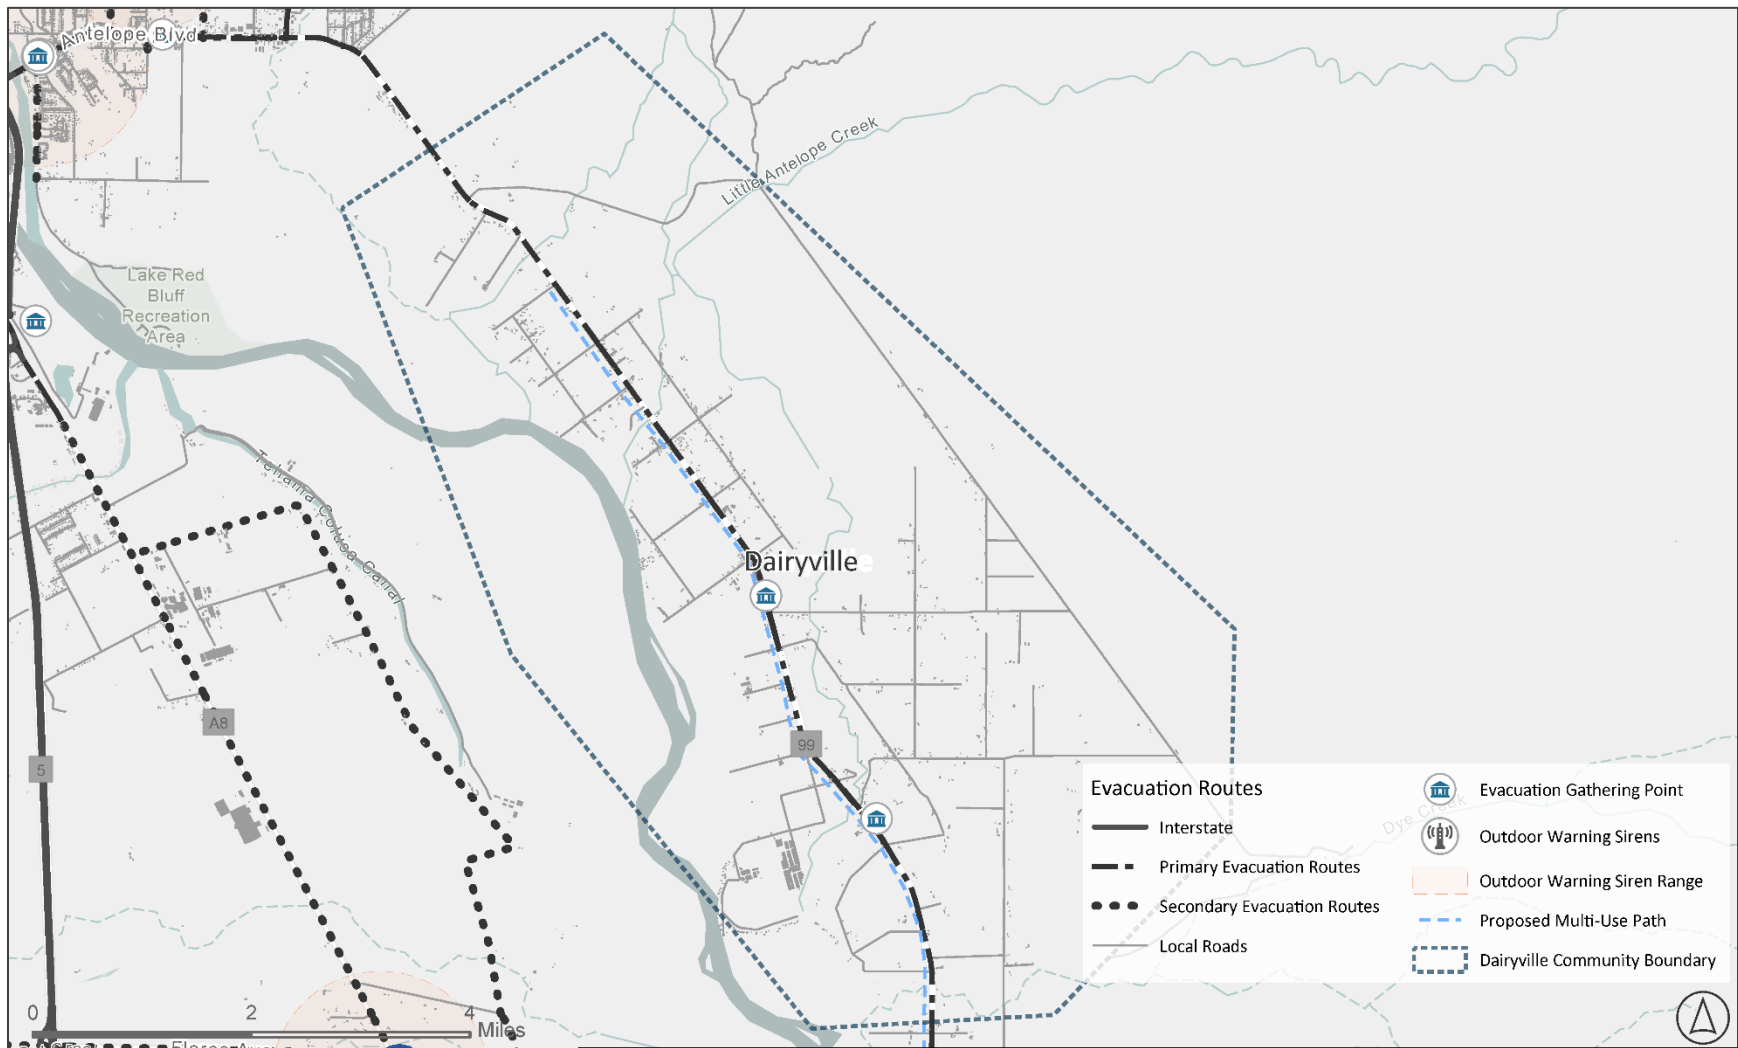 Antelope Blvd
Little Antelope Creek
Lake Red
Bluff
Recreation
Area
Tehama Colusa Canal
Dairyville
A8
99
5
Evacuation Routes
Interstate
Primary Evacuation Routes
Secondary Evacuation Routes
Local Roads
Evacuation Gathering Point
Outdoor Warning Sirens
Outdoor Warning Siren Range
Proposed Multi-Use Path
Dairyville Community Boundary
Dye Creek
0 2 4
Miles